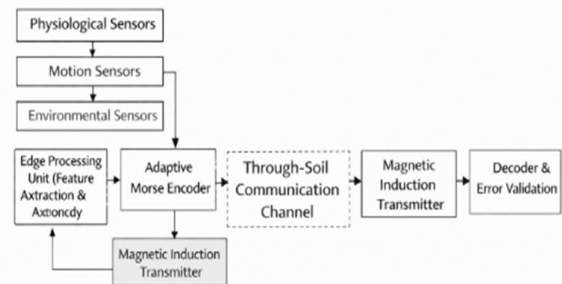 Physiological Sensors
Motion Sensors
Environmental Sensors
Edge Processing
Unit (Feature
Axtraction &
Axtoncdy
Adaptive
Morse Encoder
Through-Soil
Communication
Channel
Magnetic
Induction
Transmitter
Decoder &
Error Validation
Magnetic Induction
Transmitter